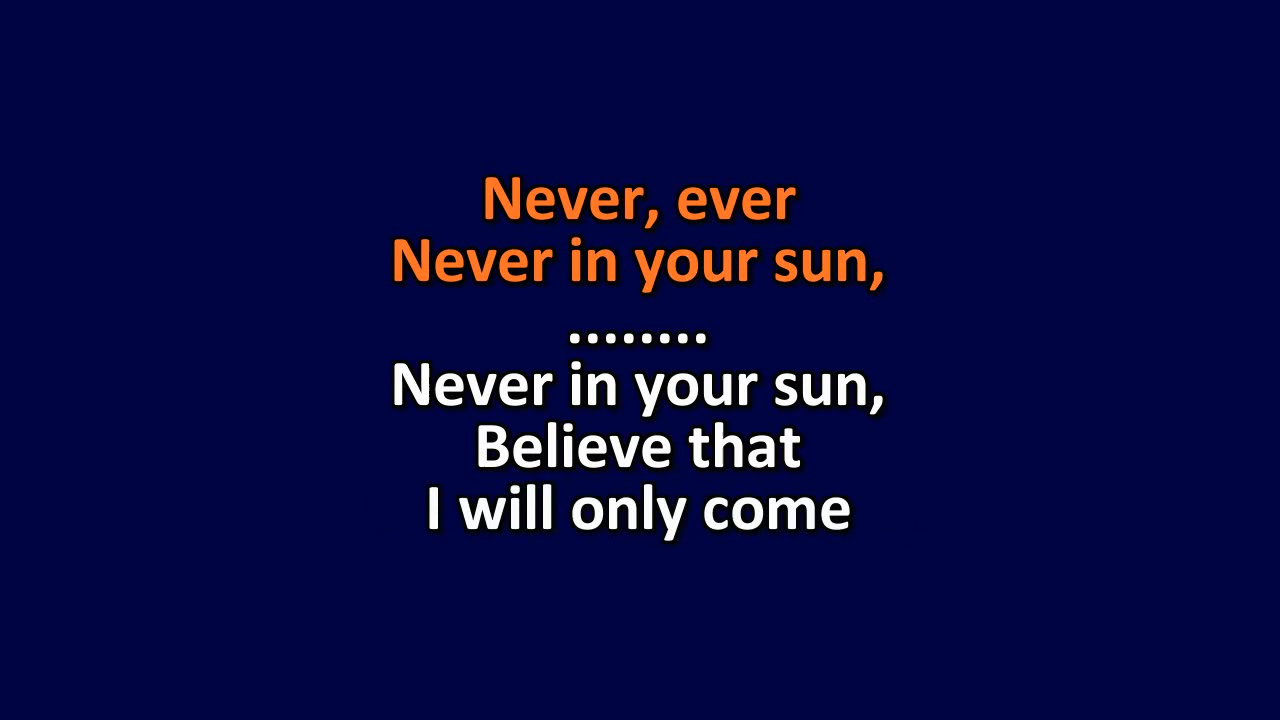 Never, ever
Never in your sun,
........
Never in your sun,
Believe that
I will only come